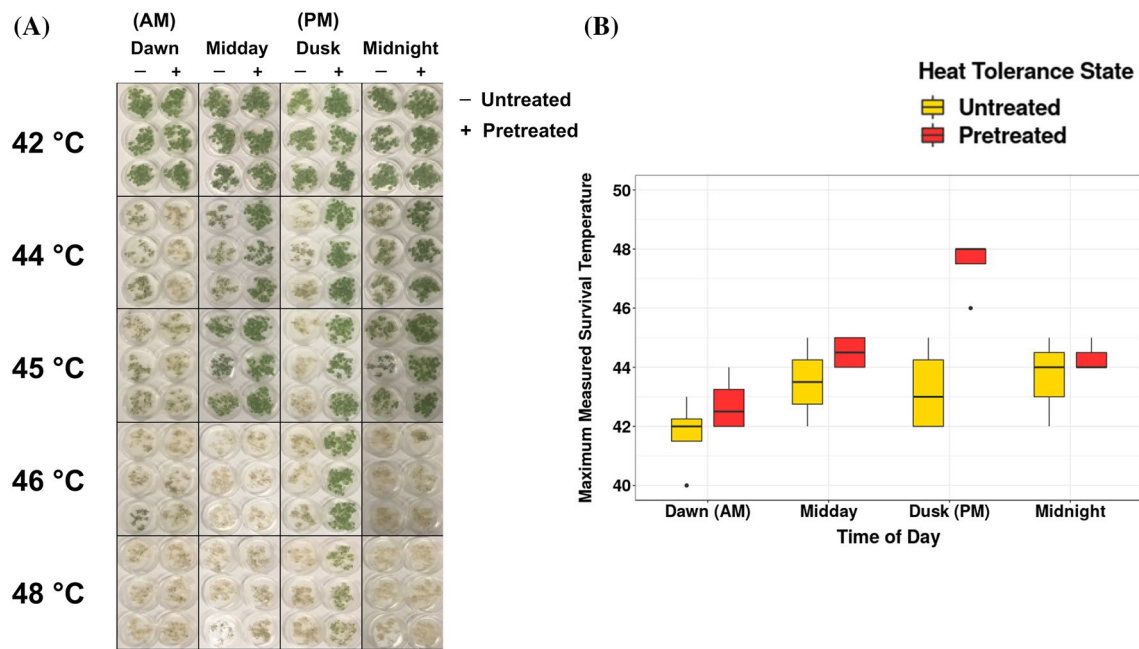 (A)
(AM)
(PM)
Dawn Midday Dusk Midnight
− + − + − + − +
− Untreated
+ Pretreated
42 °C
44 °C
45 °C
46 °C
48 °C
(B)
Heat Tolerance State
Untreated
Pretreated
Maximum Measured Survival Temperature
50
48
46
44
42
40
Dawn (AM) Midday Dusk (PM) Midnight
Time of Day